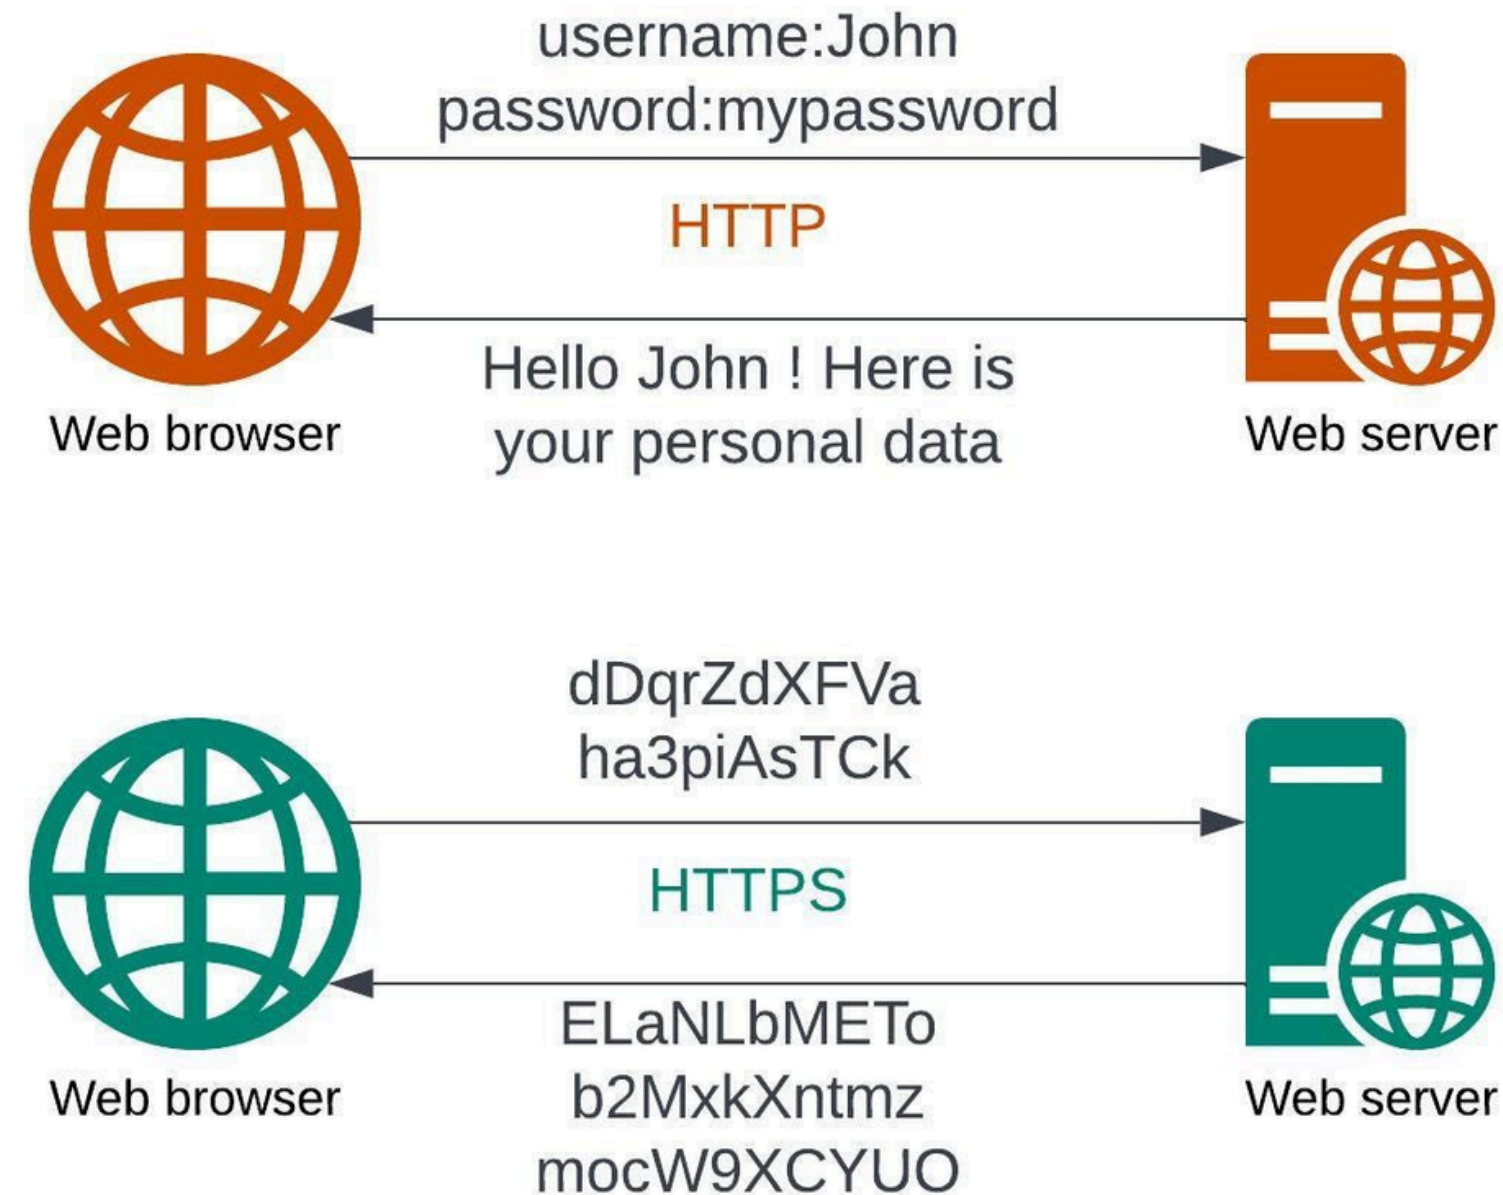 username:John
password:mypassword
HTTP
Hello John ! Here is
your personal data
Web browser
Web server
dDqrZdXFVa
ha3piAsTCk
HTTPS
ELaNLbMETo
b2MxkXntmz
mocW9XCYUO
Web browser
Web server